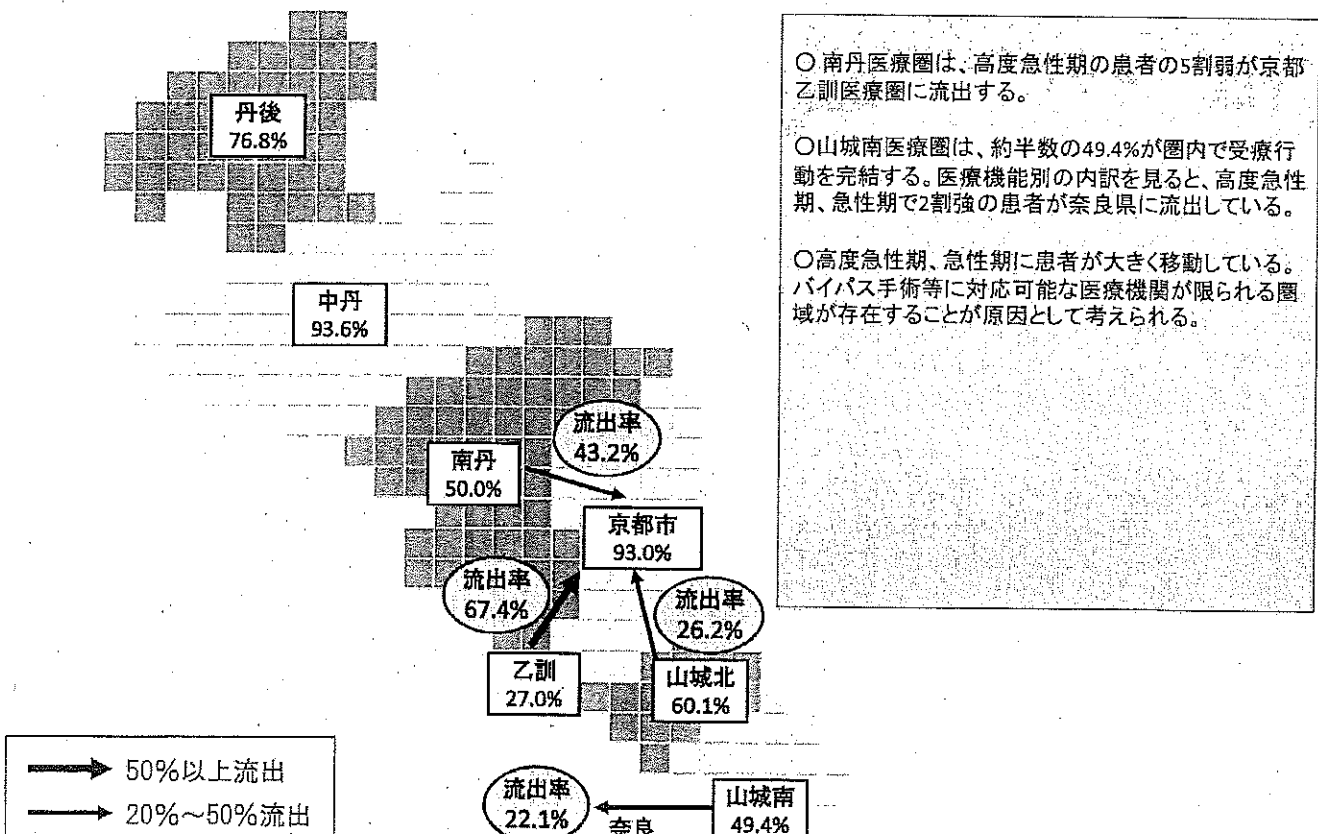 丹後
76.8%
中丹
93.6%
流出率
43.2%
南丹
50.0%
京都市
93.0%
流出率
67.4%
流出率
26.2%
乙訓
27.0%
山城北
60.1%
流出率
22.1%
奈良
山城南
49.4%
50%以上流出
20%～50%流出
○ 南丹医療圏は、高度急性期の患者の5割弱が京都
乙訓医療圏に流出する。
○山城南医療圏は、約半数の49.4%が圏内で受療行
動を完結する。医療機能別の内訳を見ると、高度急性
期、急性期で2割強の患者が奈良県に流出している。
○高度急性期、急性期に患者が大きく移動している。
バイパス手術等に対応可能な医療機関が限られる圏
域が存在することが原因として考えられる。